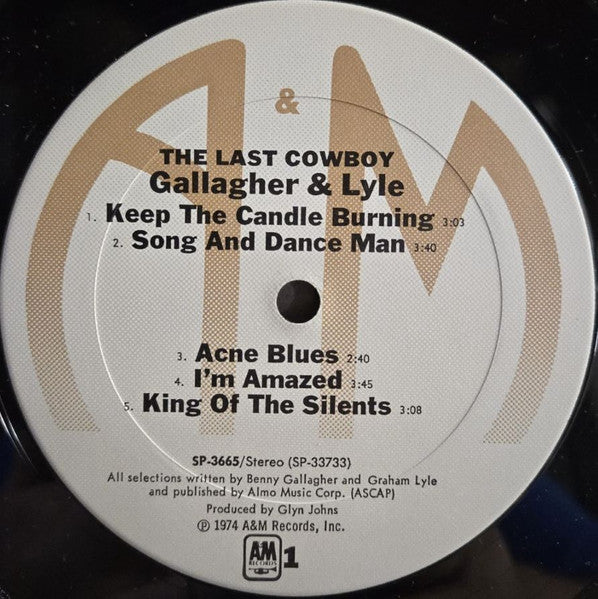 A & M
THE LAST COWBOY
Gallagher & Lyle
1. Keep The Candle Burning 3:03
2. Song And Dance Man 3:40
3. Acne Blues 2:40
4. I'm Amazed 3:45
5. King Of The Silents 3:08
SP-3665/Stereo (SP-33733)
All selections written by Benny Gallagher and Graham Lyle
and published by Almo Music Corp. (ASCAP)
Produced by Glyn Johns
℗ 1974 A&M Records, Inc.
AM RECORDS 1